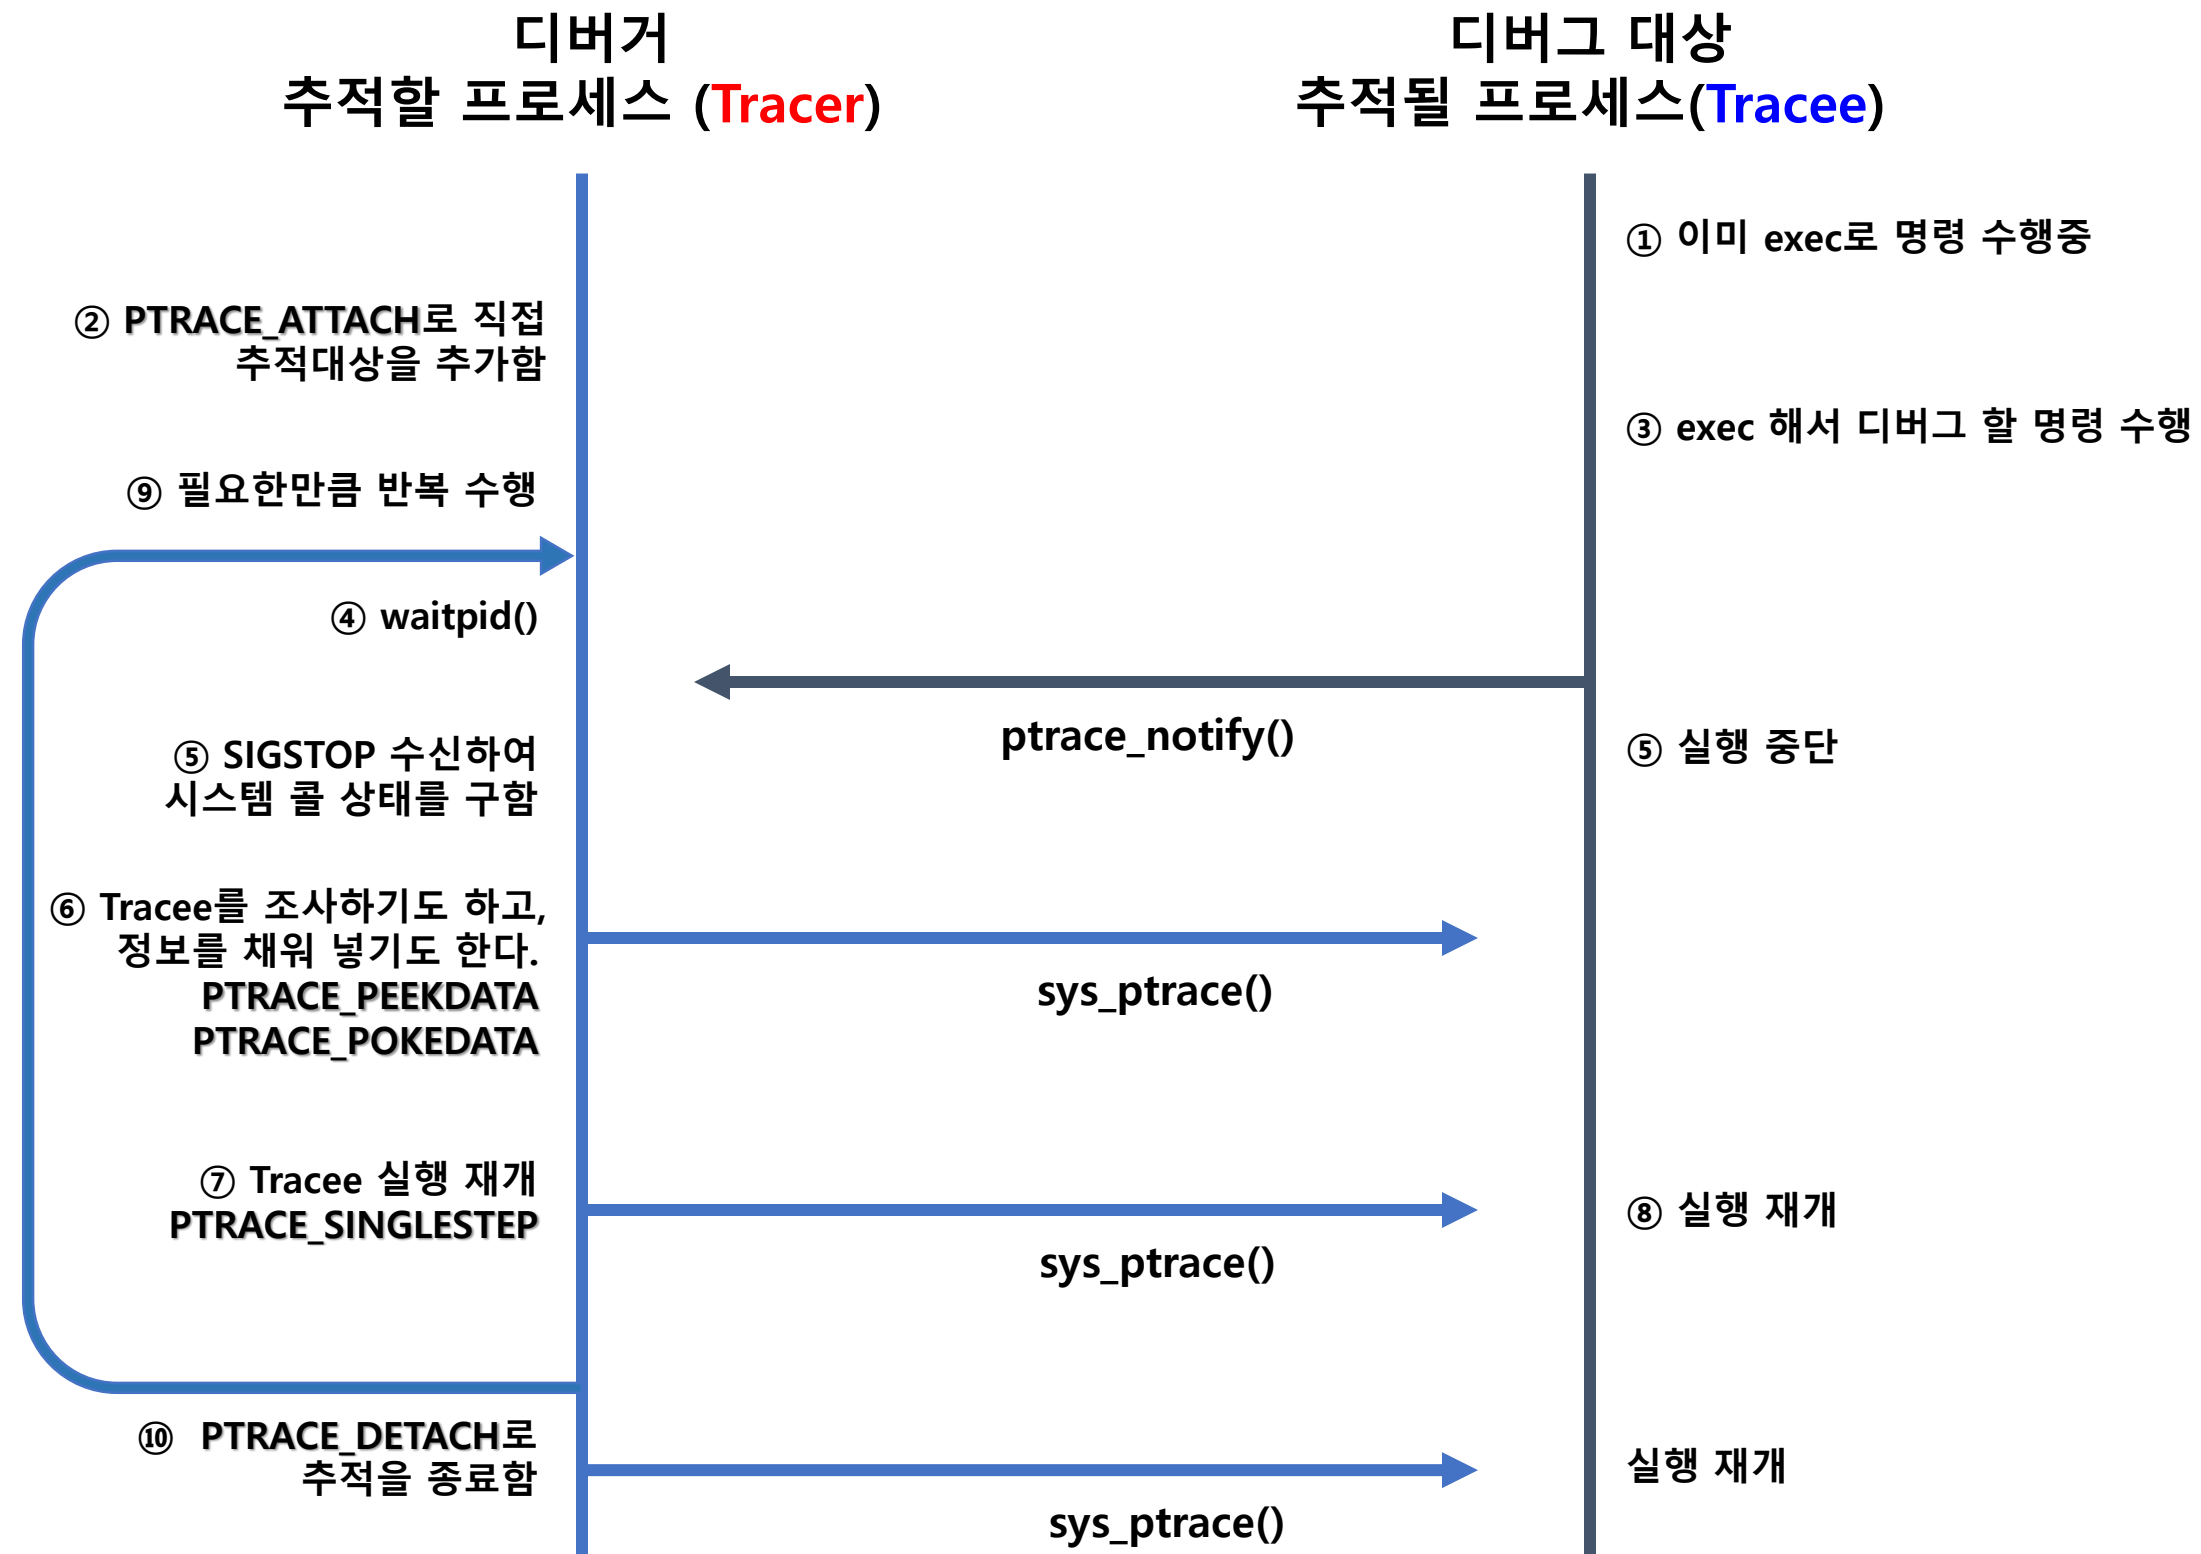 디버거
추적할 프로세스 (Tracer)
디버그 대상
추적될 프로세스(Tracee)
① 이미 exec로 명령 수행중
② PTRACE_ATTACH로 직접
추적대상을 추가함
③ exec 해서 디버그 할 명령 수행
⑨ 필요한만큼 반복 수행
④ waitpid()
ptrace_notify()
⑤ SIGSTOP 수신하여
시스템 콜 상태를 구함
⑤ 실행 중단
⑥ Tracee를 조사하기도 하고,
정보를 채워 넣기도 한다.
PTRACE_PEEKDATA
PTRACE_POKEDATA
sys_ptrace()
⑦ Tracee 실행 재개
PTRACE_SINGLESTEP
sys_ptrace()
⑧ 실행 재개
⑩ PTRACE_DETACH로
추적을 종료함
sys_ptrace()
실행 재개